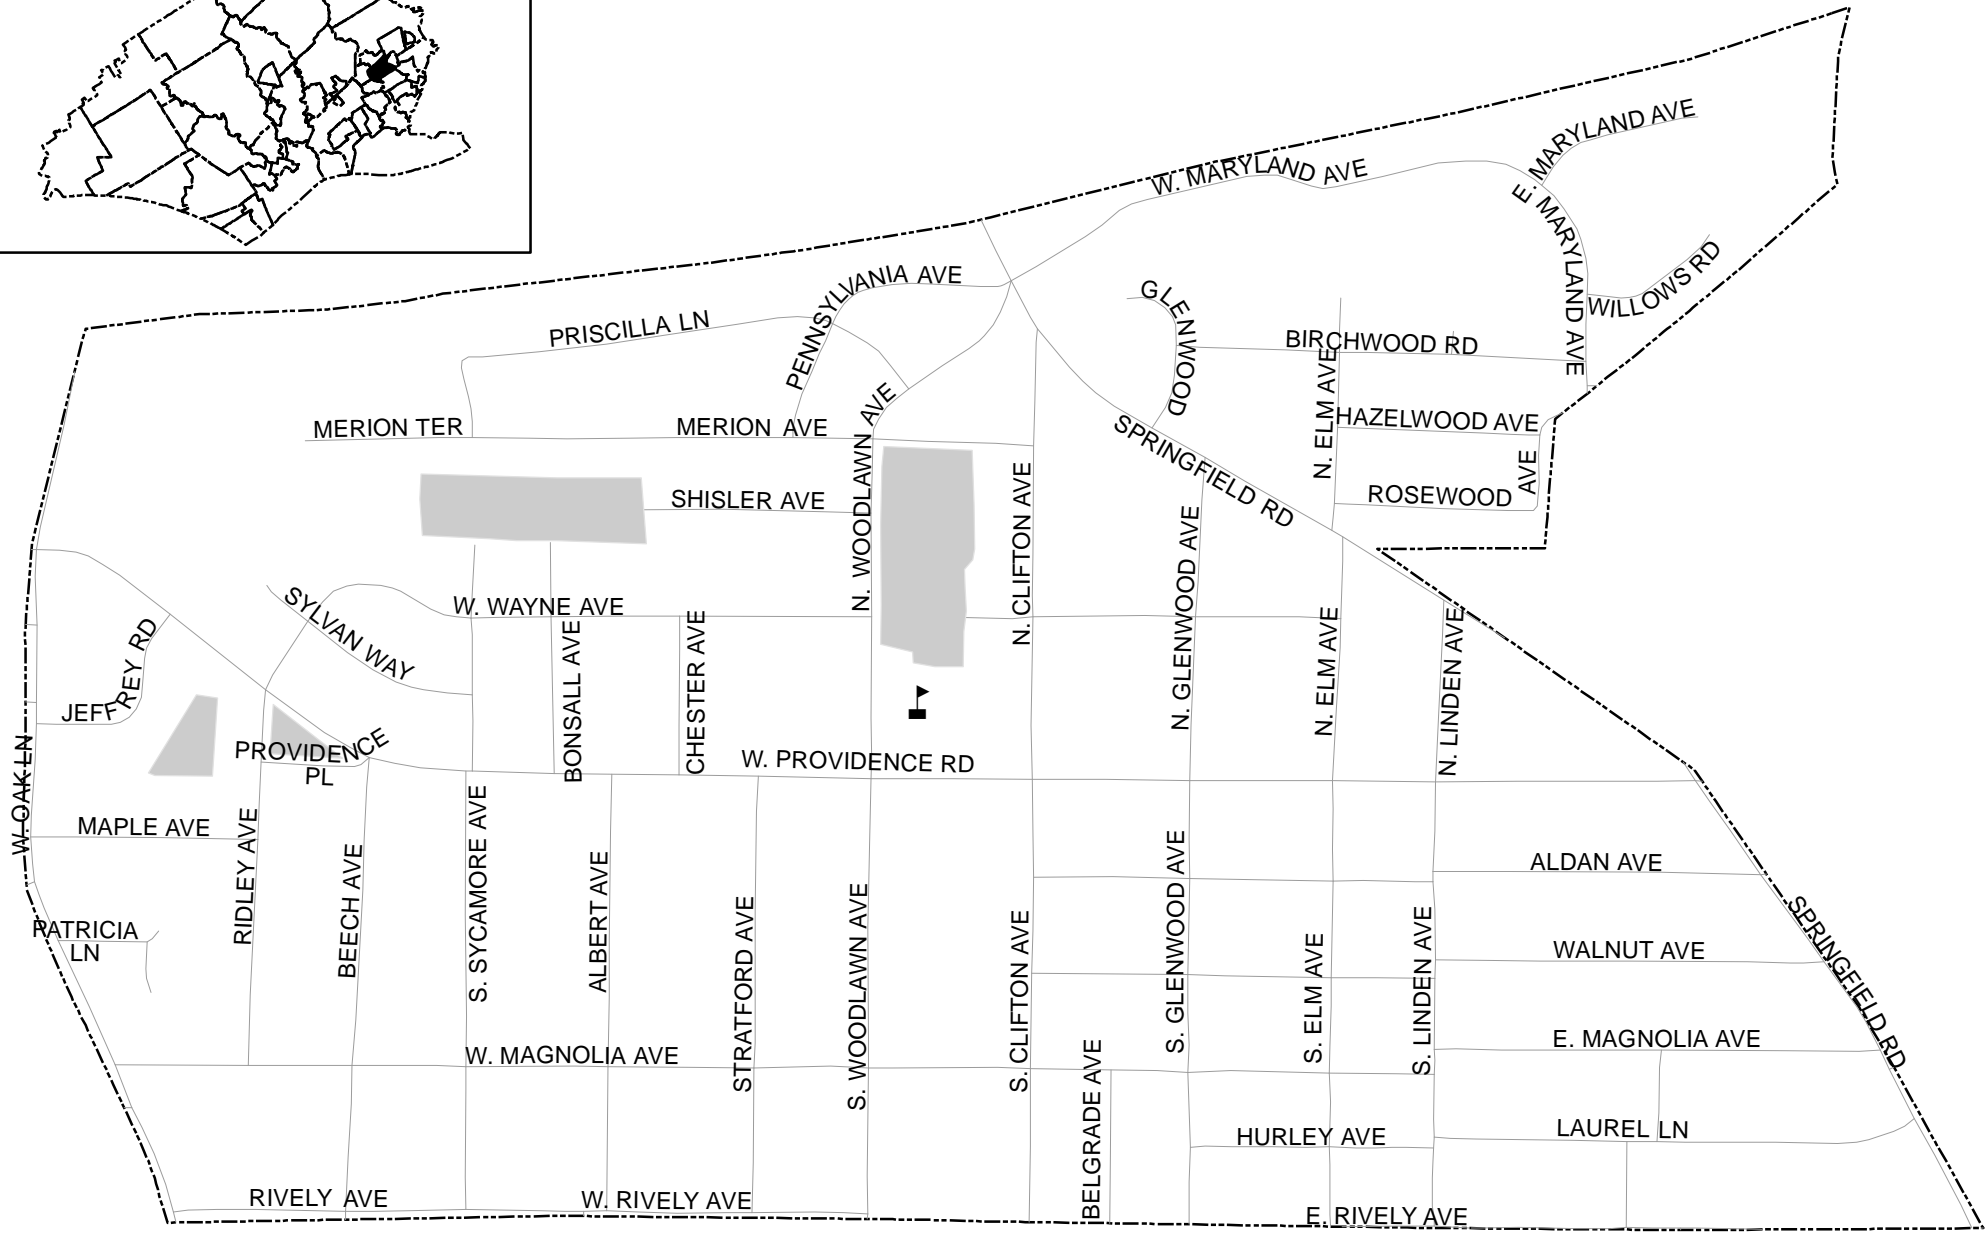 E. MARYLAND AVE
W. MARYLAND AVE
MARYLAND AVE
WILLOWS RD
PENNSYLVANIA AVE
GLENWOOD
PRISCILLA LN
BIRCHWOOD RD
N. ELM AVE
HAZELWOOD AVE
MERION TER
MERION AVE
N. WOODLAWN AVE
SPRINGFIELD RD
ROSEWOOD AVE
SHISLER AVE
N. CLIFTON AVE
N. GLENWOOD AVE
SYLVAN WAY
W. WAYNE AVE
BONSALL AVE
CHESTER AVE
N. ELM AVE
N. LINDEN AVE
JEFFREY RD
PROVIDENCE
PL
W. PROVIDENCE RD
W. OAK LN
MAPLE AVE
RIDLEY AVE
BEECH AVE
S. SYCAMORE AVE
ALBERT AVE
STRATFORD AVE
S. WOODLAWN AVE
S. CLIFTON AVE
S. GLENWOOD AVE
S. ELM AVE
S. LINDEN AVE
ALDAN AVE
SPRINGFIELD RD
PATRICIA
LN
WALNUT AVE
W. MAGNOLIA AVE
E. MAGNOLIA AVE
BELGRADE AVE
HURLEY AVE
LAUREL LN
RIVELY AVE
W. RIVELY AVE
E. RIVELY AVE